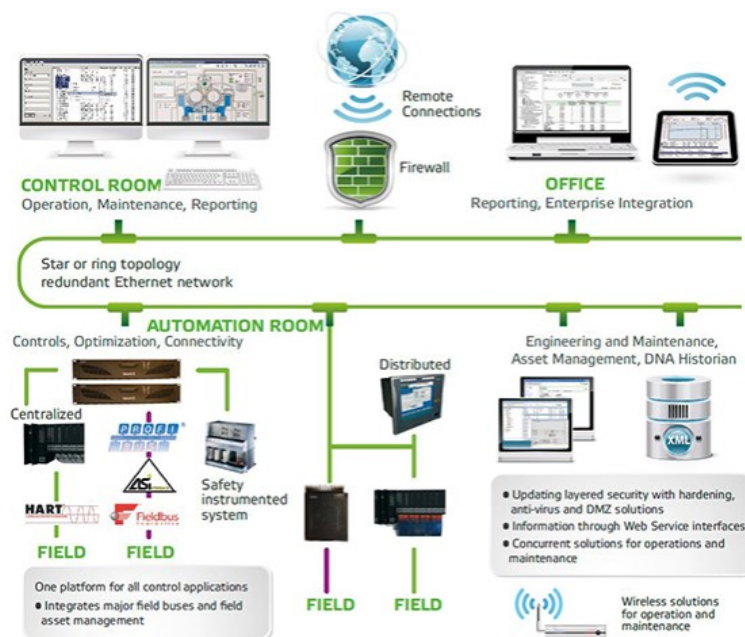 Remote
Connections
Firewall
CONTROL ROOM
Operation, Maintenance, Reporting
OFFICE
Reporting, Enterprise Integration
Star or ring topology
redundant Ethernet network
AUTOMATION ROOM
Controls, Optimization, Connectivity
Engineering and Maintenance,
Asset Management, DNA Historian
Centralized
PROFI
BUS
ASi
Safety
instrumented
system
Distributed
XML
HART
Fieldbus
Foundation
FIELD
FIELD
FIELD
FIELD
• Updating layered security with hardening,
anti-virus and DMZ solutions
• Information through Web Service interfaces
• Concurrent solutions for operations and
maintenance
One platform for all control applications
• Integrates major field buses and field
asset management
Wireless solutions
for operation and
maintenance